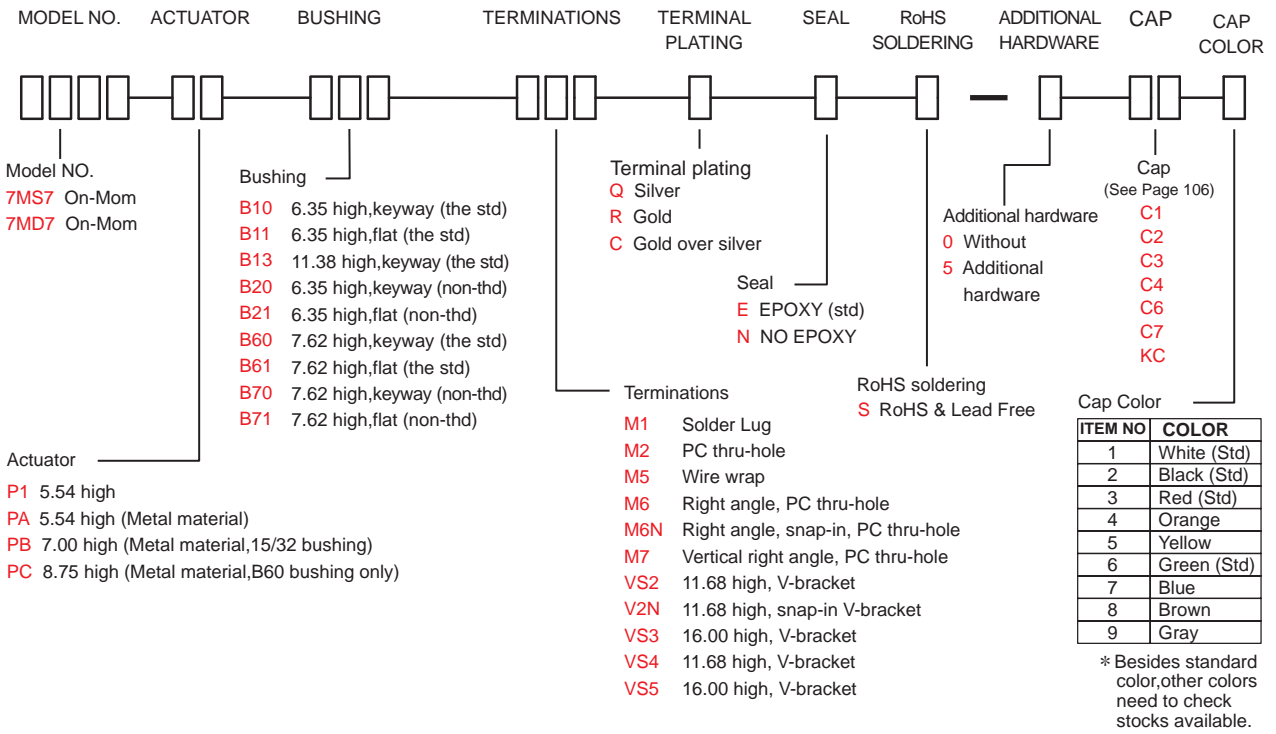 MODEL NO. ACTUATOR BUSHING TERMINATIONS TERMINAL PLATING SEAL RoHS SOLDERING ADDITIONAL HARDWARE CAP CAP COLOR
Model NO.
7MS7 On-Mom
7MD7 On-Mom
Actuator
P1 5.54 high
PA 5.54 high (Metal material)
PB 7.00 high (Metal material,15/32 bushing)
PC 8.75 high (Metal material,B60 bushing only)
Bushing
B10 6.35 high,keyway (the std)
B11 6.35 high,flat (the std)
B13 11.38 high,keyway (the std)
B20 6.35 high,keyway (non-thd)
B21 6.35 high,flat (non-thd)
B60 7.62 high,keyway (the std)
B61 7.62 high,flat (the std)
B70 7.62 high,keyway (non-thd)
B71 7.62 high,flat (non-thd)
Terminations
M1 Solder Lug
M2 PC thru-hole
M5 Wire wrap
M6 Right angle, PC thru-hole
M6N Right angle, snap-in, PC thru-hole
M7 Vertical right angle, PC thru-hole
VS2 11.68 high, V-bracket
V2N 11.68 high, snap-in V-bracket
VS3 16.00 high, V-bracket
VS4 11.68 high, V-bracket
VS5 16.00 high, V-bracket
Terminal plating
Q Silver
R Gold
C Gold over silver
Seal
E EPOXY (std)
N NO EPOXY
RoHS soldering
S RoHS & Lead Free
Additional hardware
0 Without
5 Additional
hardware
Cap
(See Page 106)
C1
C2
C3
C4
C6
C7
KC
Cap Color
ITEM NO COLOR
1 White (Std)
2 Black (Std)
3 Red (Std)
4 Orange
5 Yellow
6 Green (Std)
7 Blue
8 Brown
9 Gray
* Besides standard
color,other colors
need to check
stocks available.